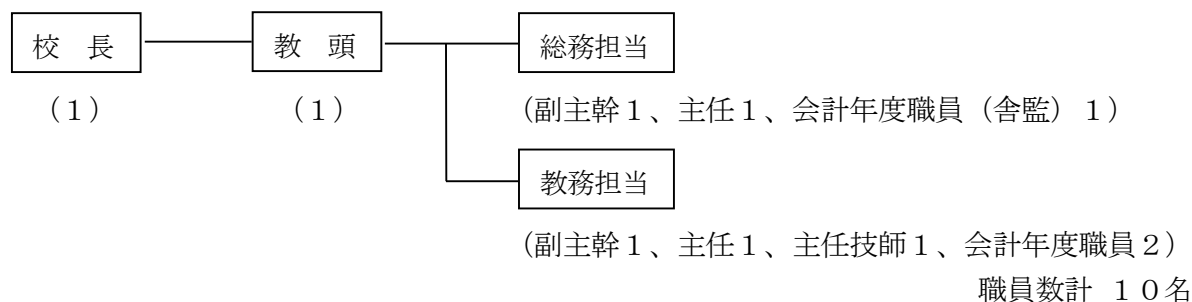 校　長
教　頭
総務担当
（１）
（１）
（副主幹１、主任１、会計年度職員（舎監）１）
教務担当
（副主幹１、主任１、主任技師１、会計年度職員２）
職員数計　１０名